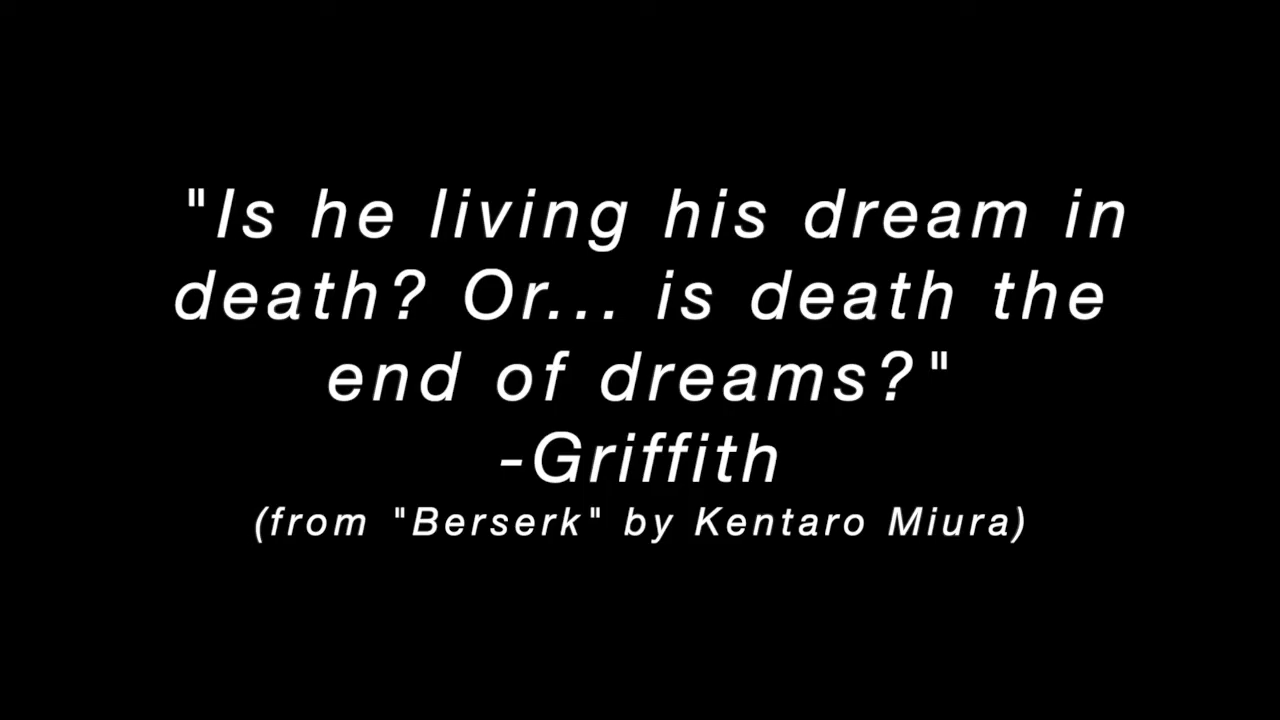 "Is he living his dream in
death? Or... is death the
end of dreams?"
-Griffith
(from "Berserk" by Kentaro Miura)